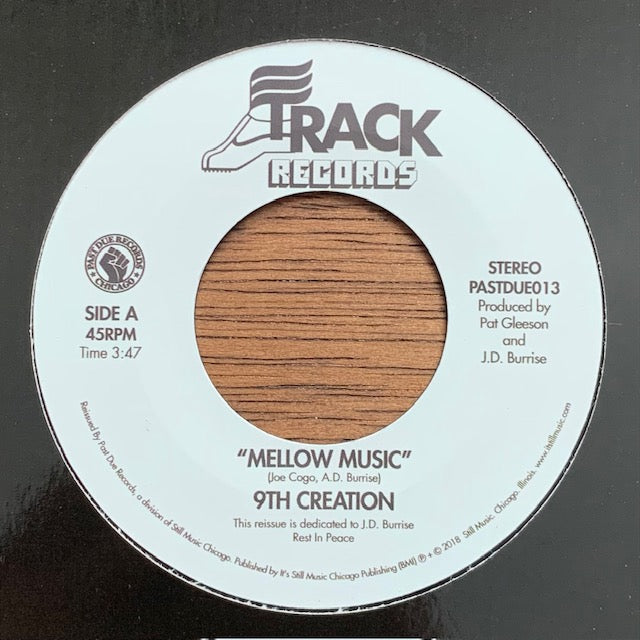 TRACK
RECORDS
PAST DUE RECORDS
CHICAGO
SIDE A
45RPM
Time 3:47
STEREO
PASTDUE013
Produced by
Pat Gleeson
and
J.D. Burrise
"MELLOW MUSIC"
(Joe Cogo, A.D. Burrise)
9TH CREATION
This reissue is dedicated to J.D. Burrise
Rest In Peace
Reissued by Past Due Records, a division of Still Music Chicago. Published by It's Still Music Chicago Publishing (BMI) ℗ + © 2018 Still Music. Chicago. Illinois. www.itstillmusic.com